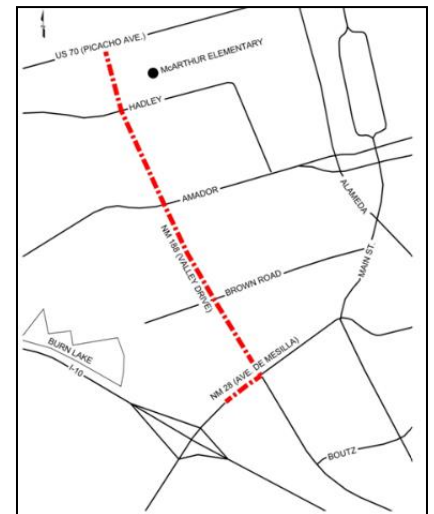 US 70 (PICACHO AVE.)
McARTHUR ELEMENTARY
HADLEY
AMADOR
ALAMEDA
NM 188 (VALLEY DRIVE)
MAIN ST.
BROWN ROAD
BURN LAKE
I-10
NM 28 (AVE. DE MESILLA)
BOUTZ